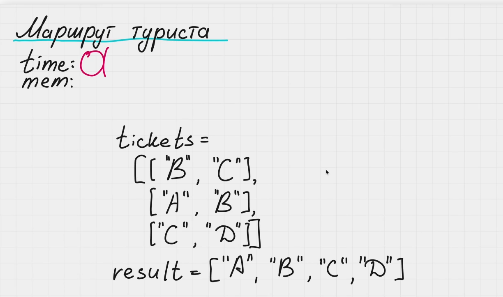 Маршрут туриста
time: O
mem:
tickets =
[["B", "C"],
["A", "B"],
["C", "D"]]
result = ["A", "B", "C", "D"]